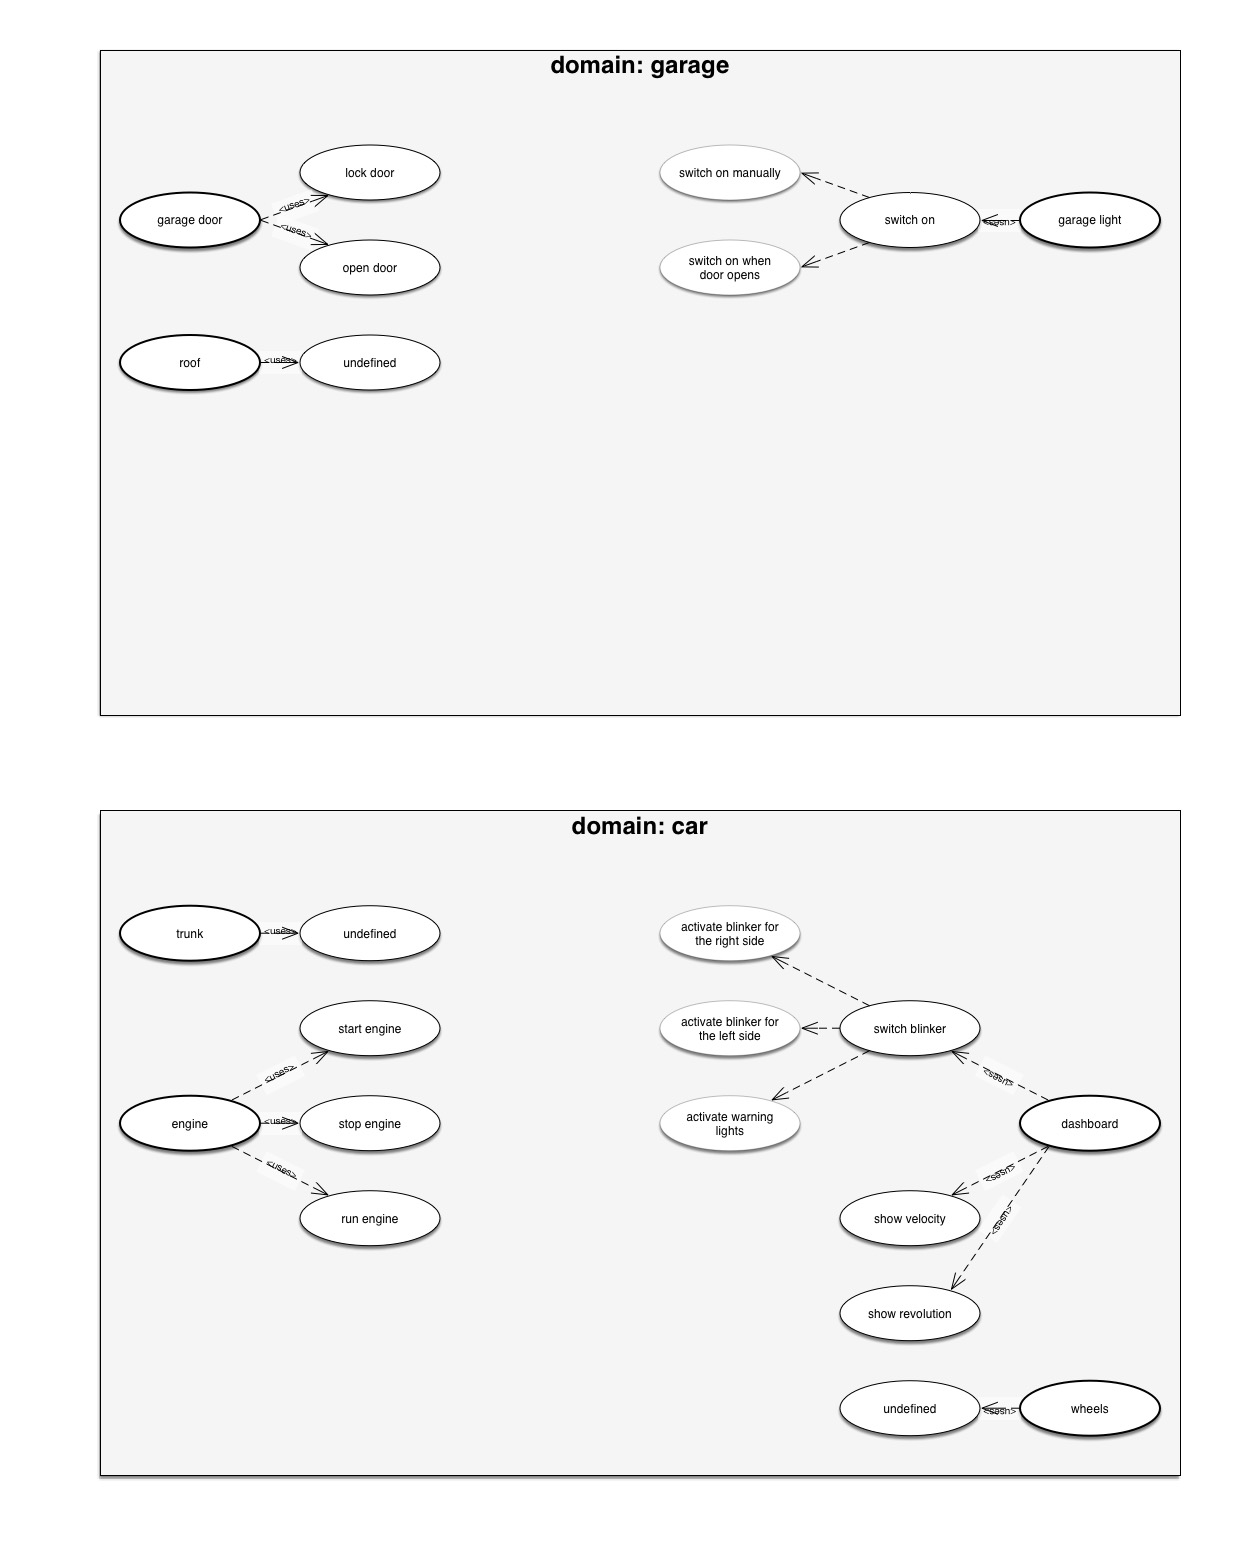 domain: garage
lock door
garage door
<uses>
<uses>
open door
roof
<uses>
undefined
switch on manually
switch on
<uses>
garage light
switch on when
door opens
domain: car
trunk
<uses>
undefined
start engine
<uses>
engine
<uses>
stop engine
<uses>
run engine
activate blinker for
the right side
activate blinker for
the left side
switch blinker
<uses>
activate warning
lights
dashboard
<uses>
show velocity
<uses>
show revolution
undefined
<uses>
wheels